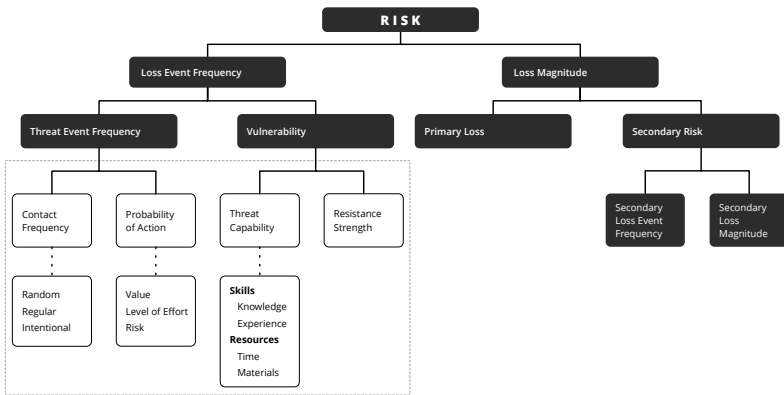 RISK
Loss Event Frequency
Loss Magnitude
Threat Event Frequency
Vulnerability
Primary Loss
Secondary Risk
Contact
Frequency
Probability
of Action
Threat
Capability
Resistance
Strength
Secondary
Loss Event
Frequency
Secondary
Loss
Magnitude
Random
Regular
Intentional
Value
Level of Effort
Risk
Skills
Knowledge
Experience
Resources
Time
Materials